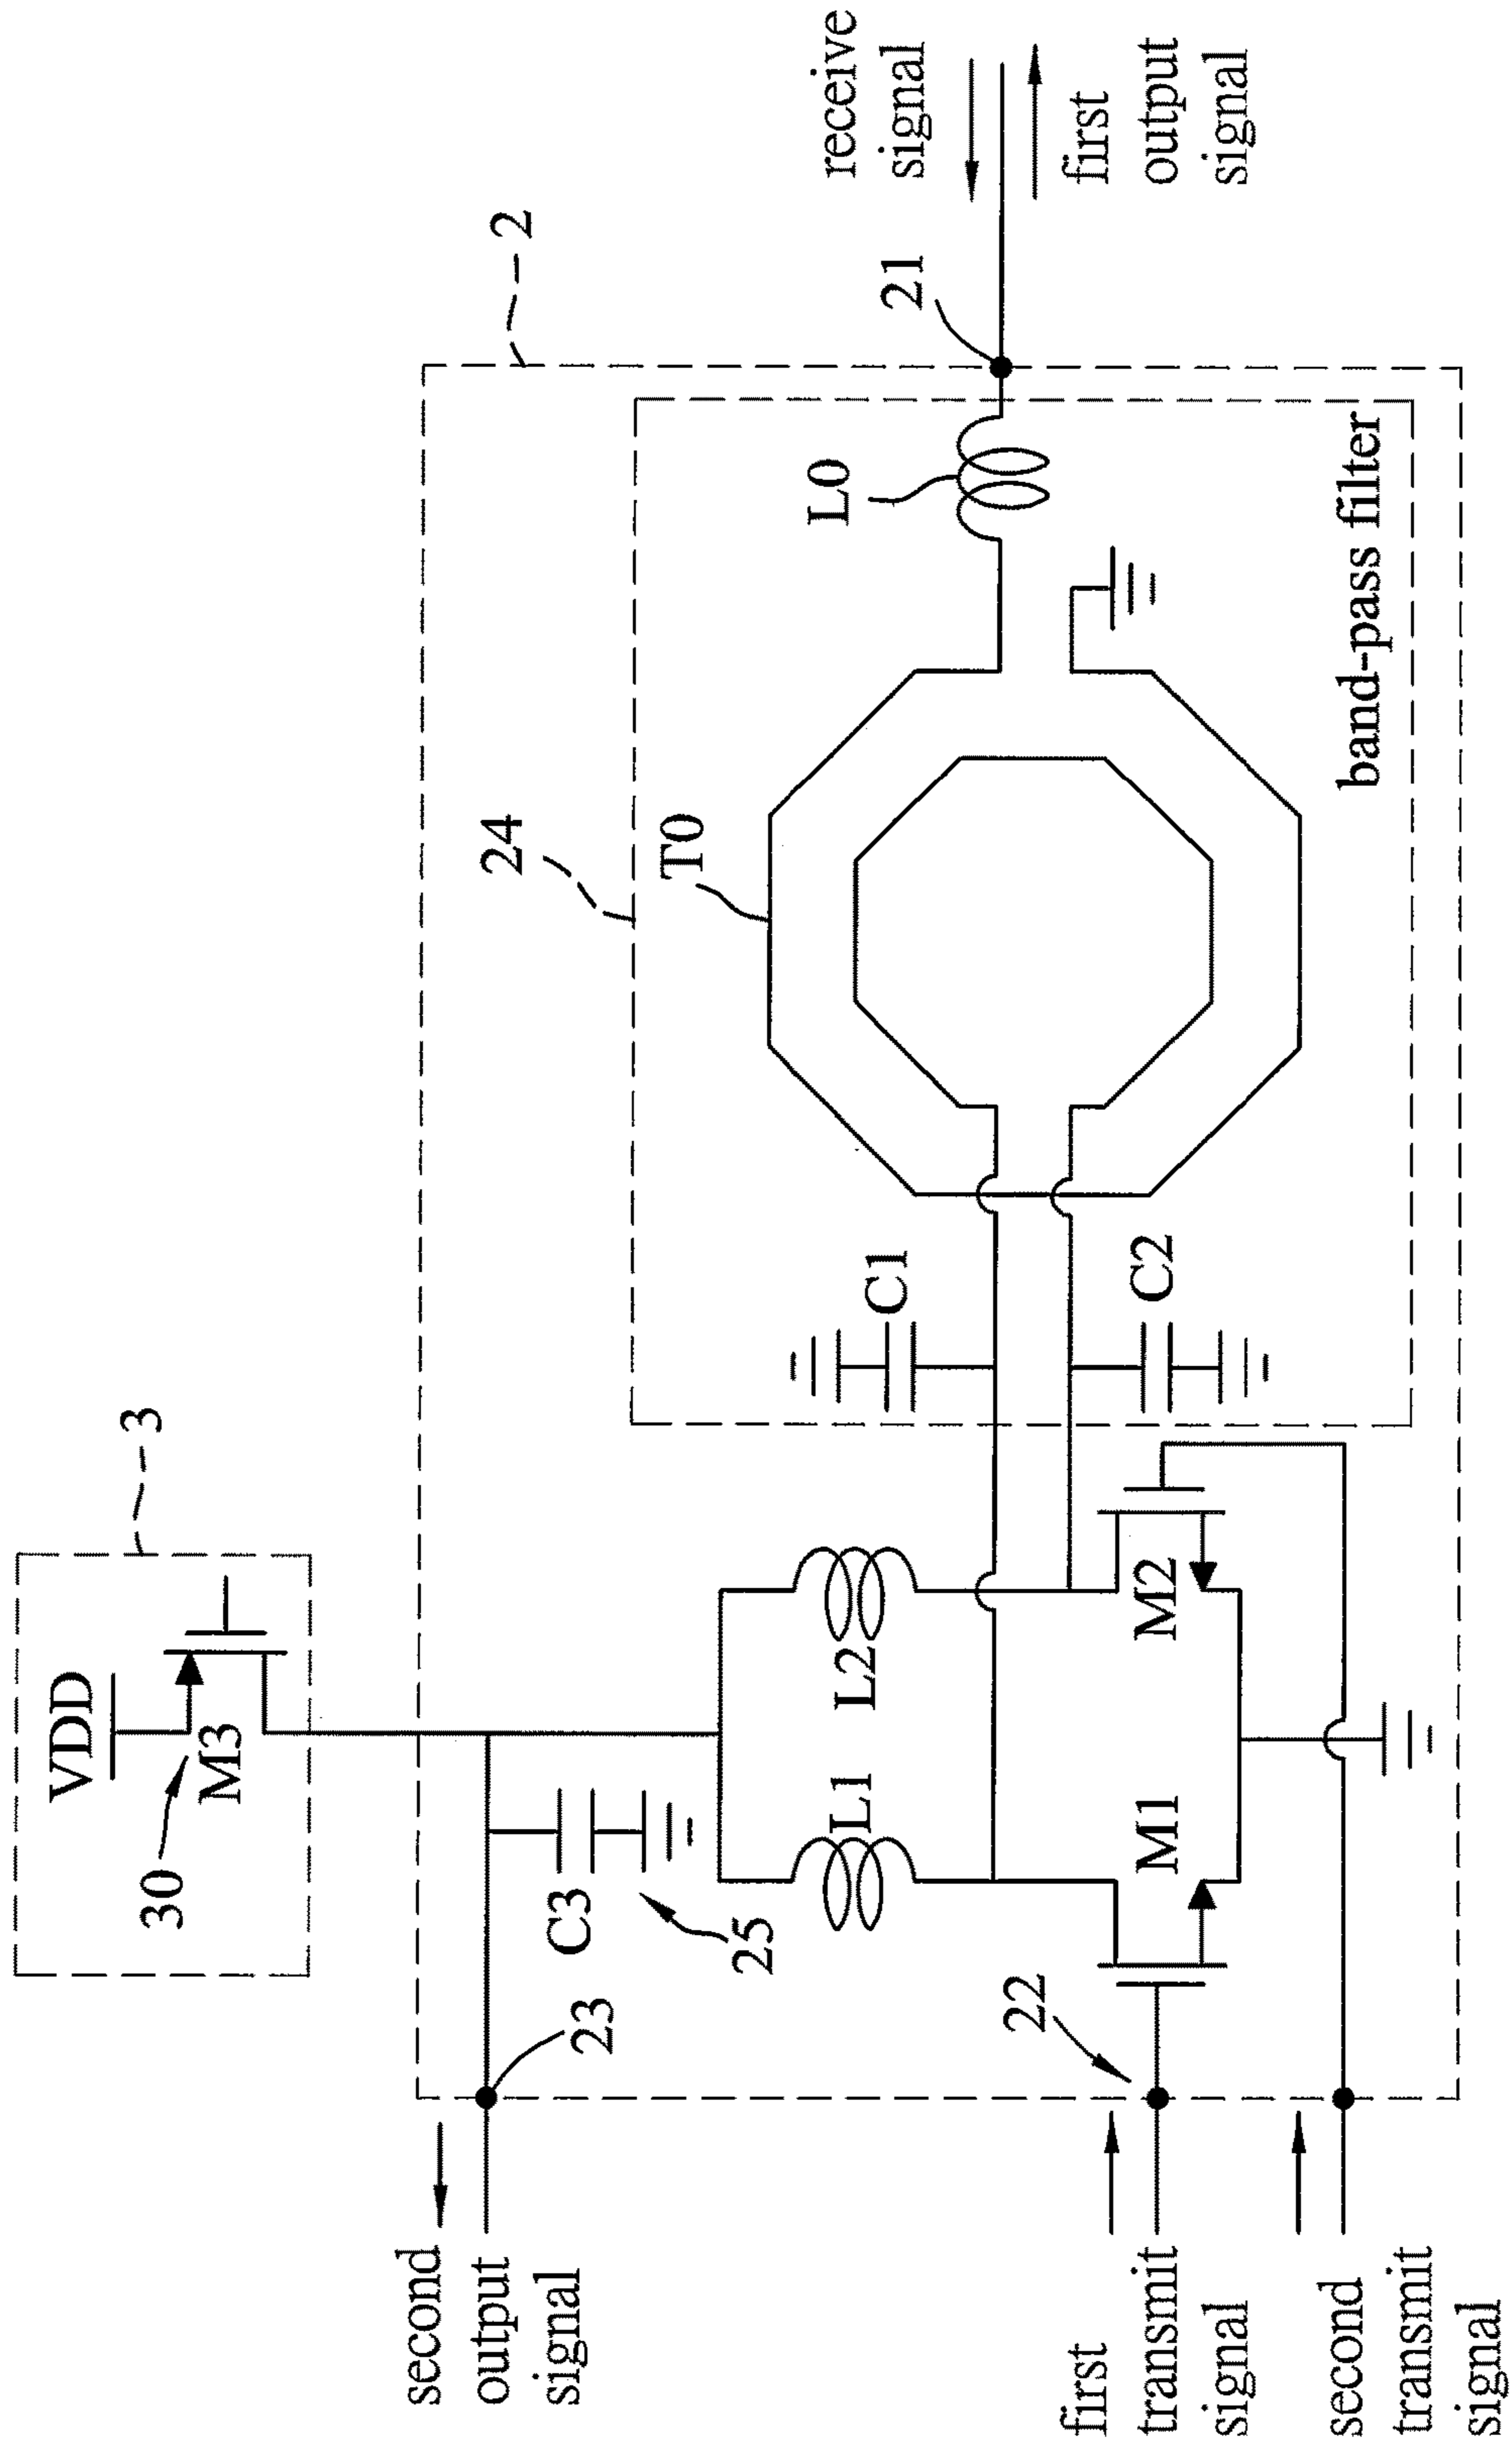 VDD
3
30
M3
second
output
signal
23
C3
25
24
2
T0
L1
L2
L0
C1
21
receive
signal
22
first
output
signal
first
transmit
signal
M1
M2
C2
second
transmit
signal
band-pass filter